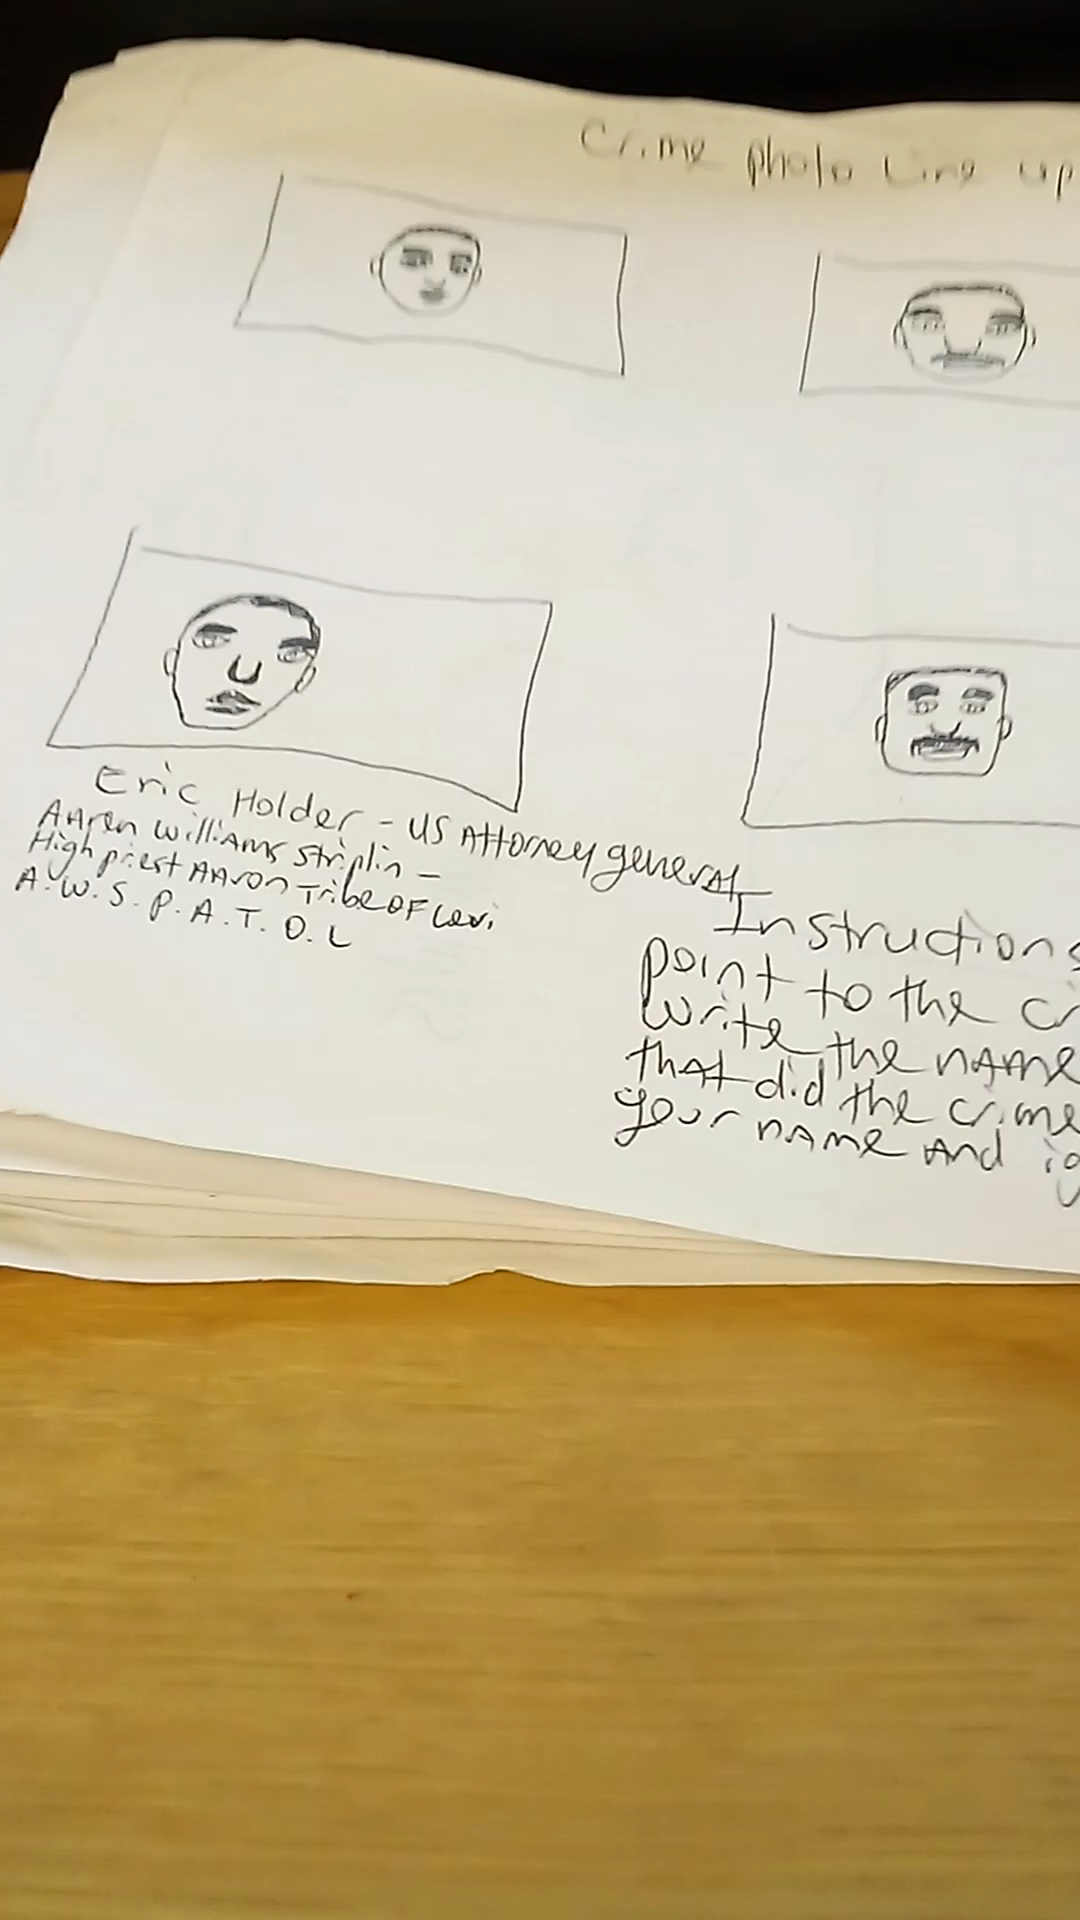 Crime photo Line up
Eric Holder - US Attorney general
Aaren Williams Striplin -
High priest AAron Tribe OF Levi
A.W.S.P.A.T.O.L
Instructions
point to the
write the name
that did the crime
your name and